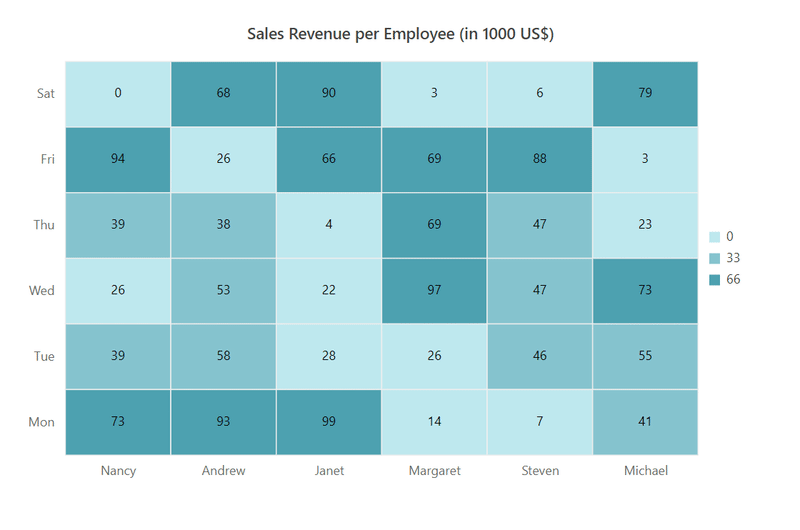 Sales Revenue per Employee (in 1000 US$)
Sat 0 68 90 3 6 79
Fri 94 26 66 69 88 3
Thu 39 38 4 69 47 23
Wed 26 53 22 97 47 73
Tue 39 58 28 26 46 55
Mon 73 93 99 14 7 41
Nancy Andrew Janet Margaret Steven Michael
0
33
66